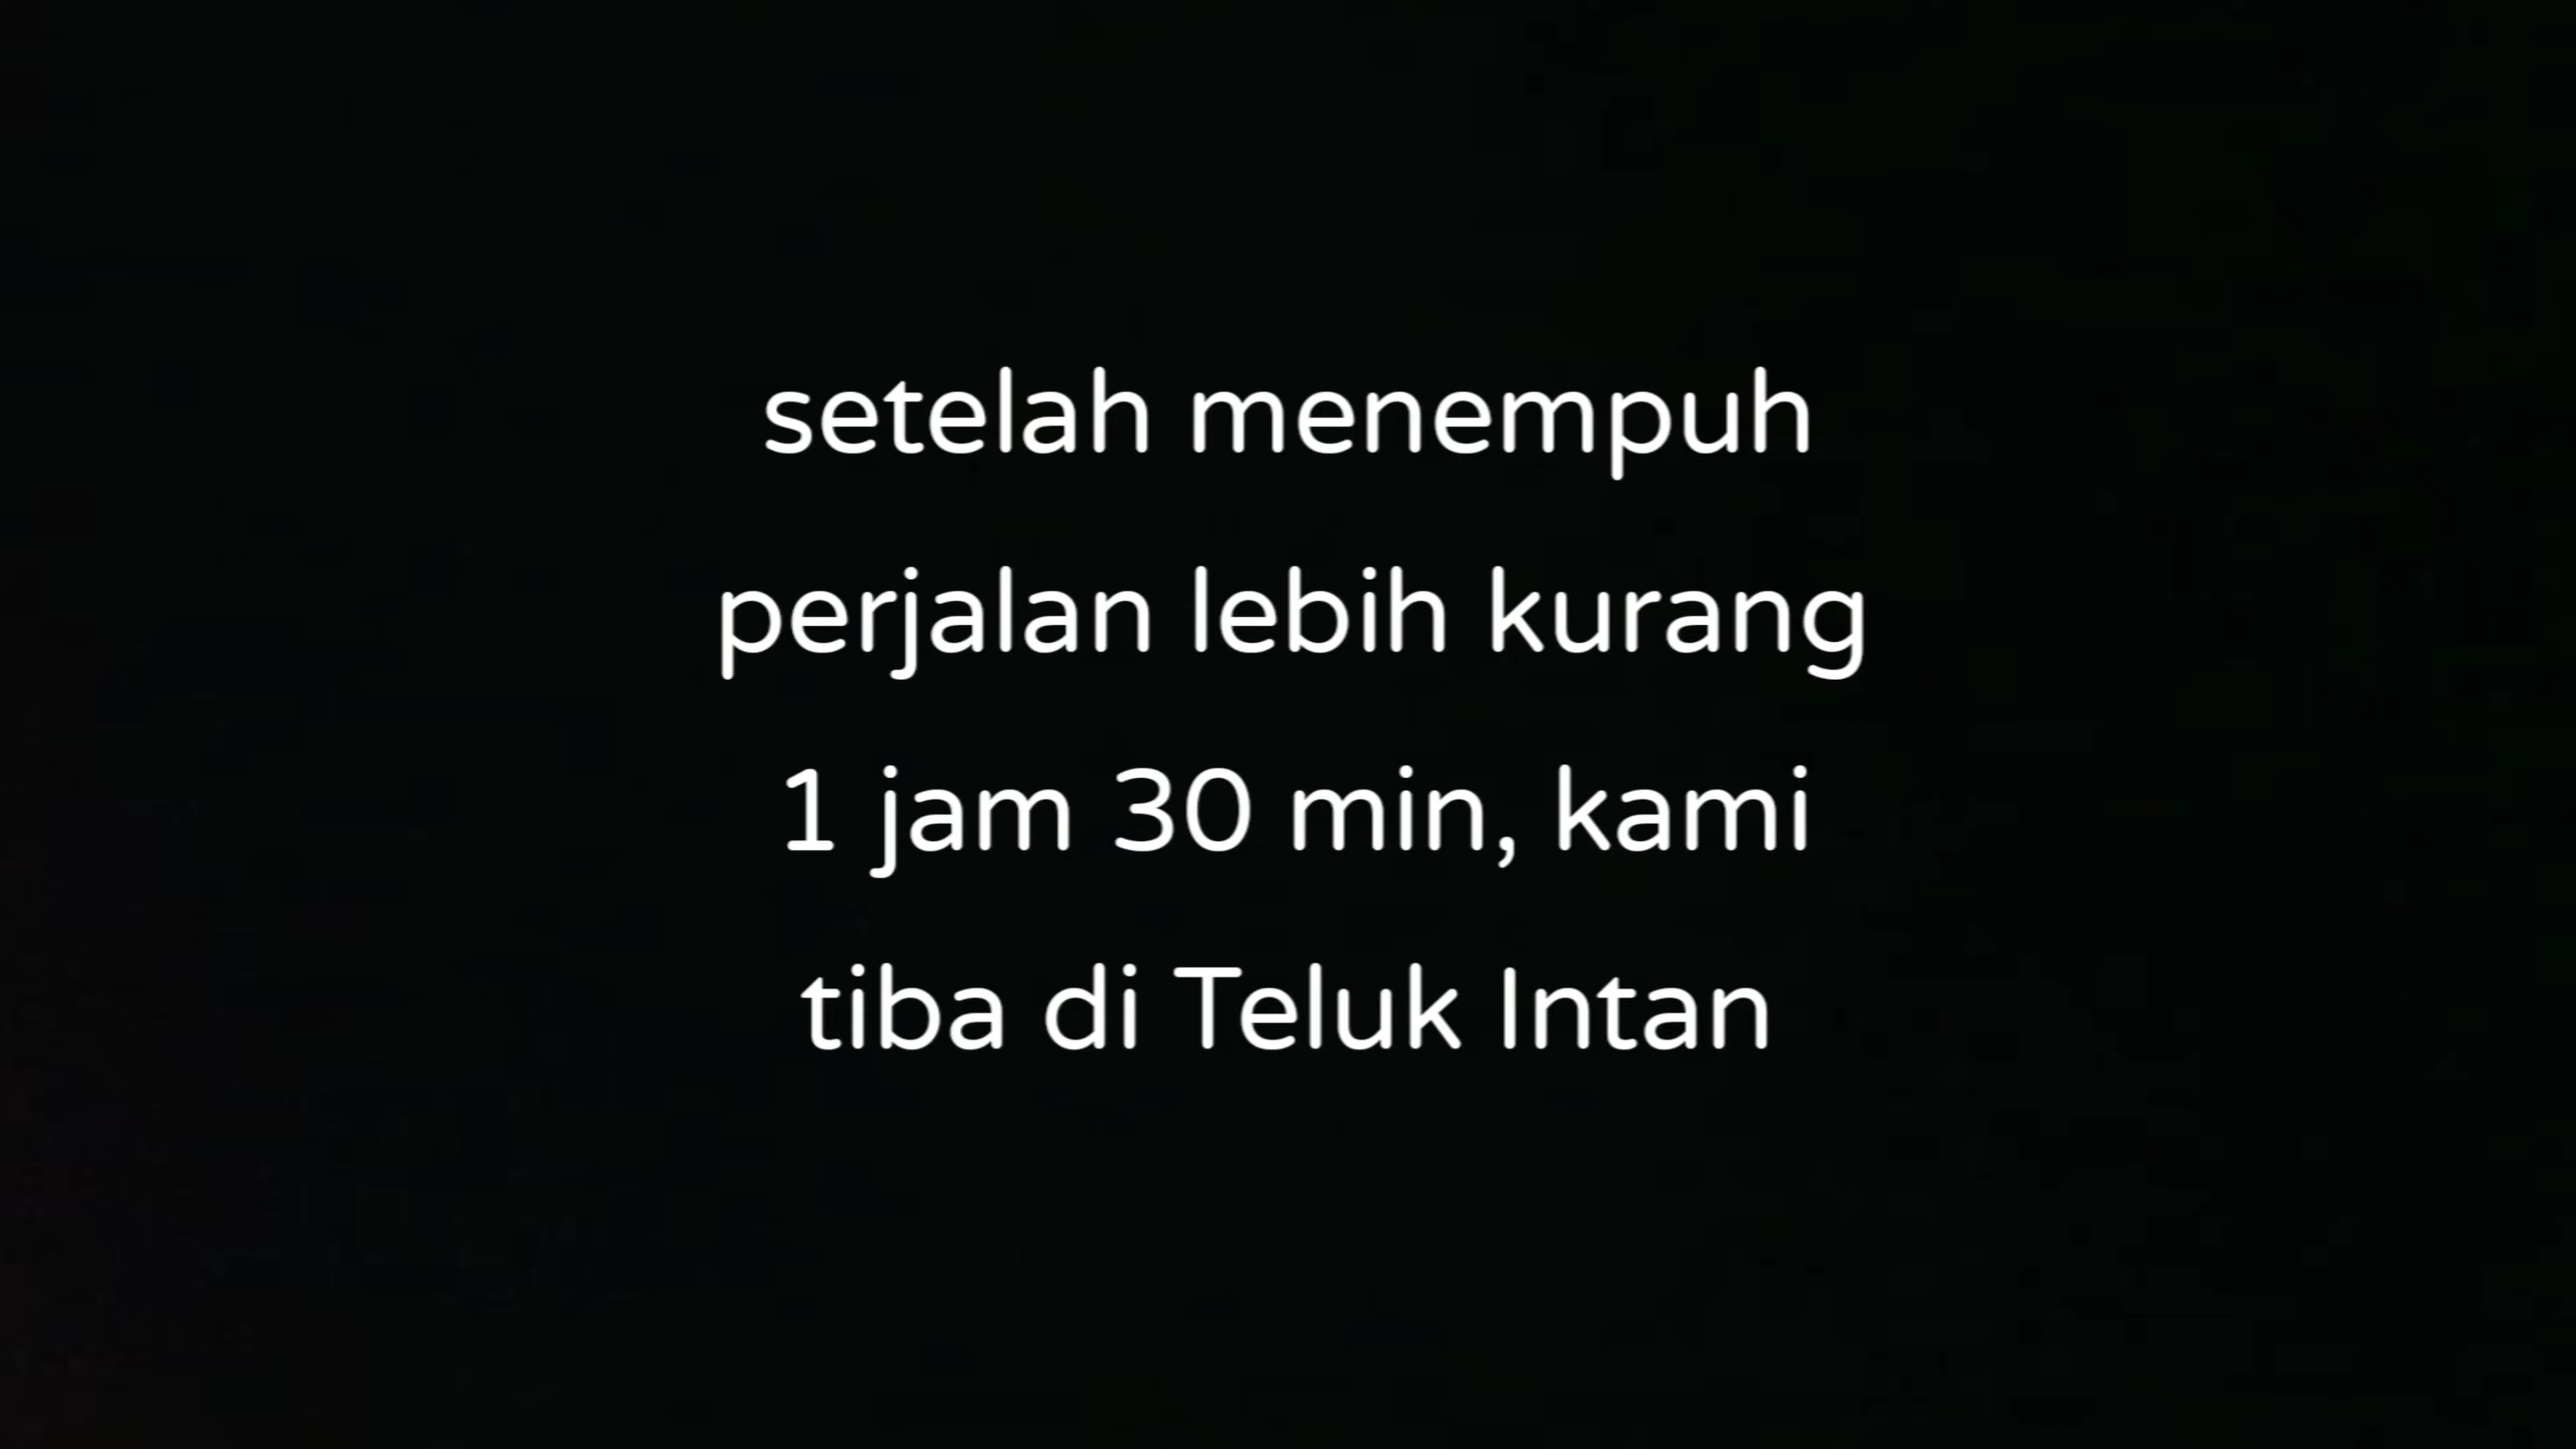 setelah menempuh
perjalan lebih kurang
1 jam 30 min, kami
tiba di Teluk Intan